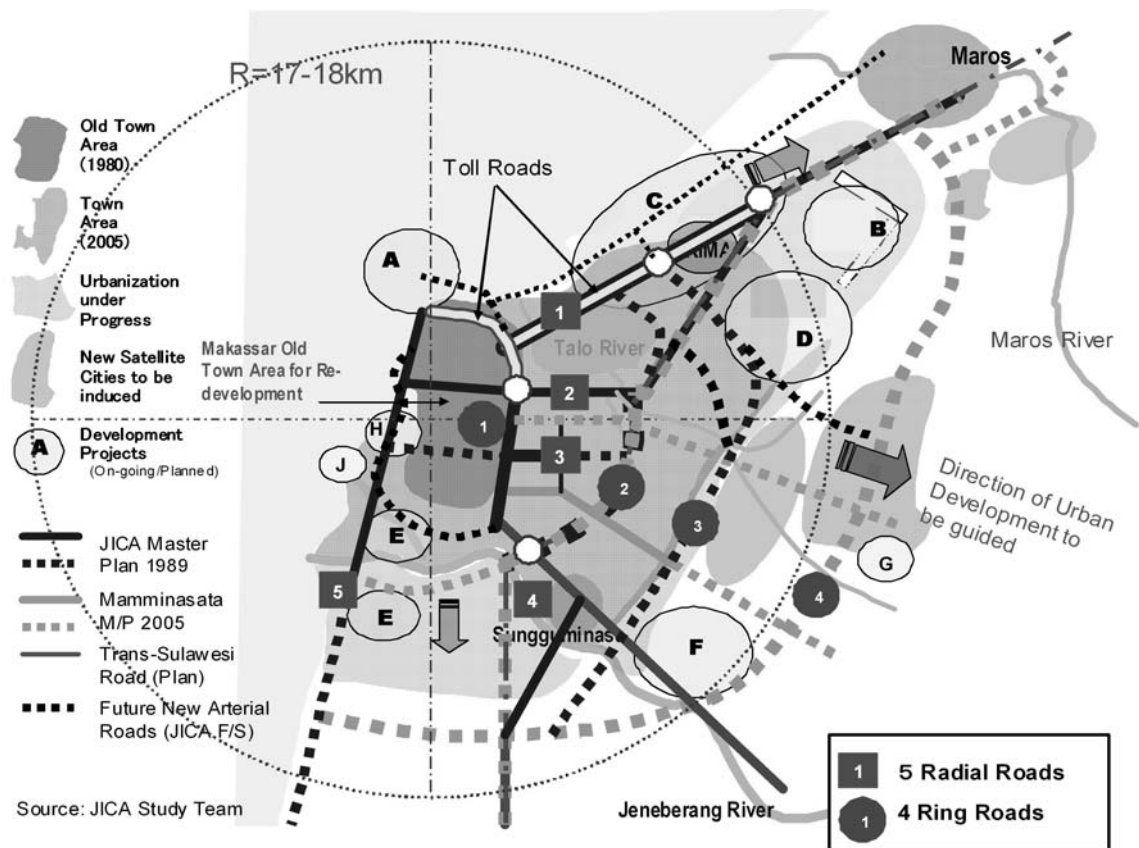 R=17-18km
Maros
Old Town
Area
(1980)
Town
Area
(2005)
Urbanization
under
Progress
New Satellite
Cities to be
induced
A
Development
Projects
(On-going/Planned)
Toll Roads
C
A
B
D
1
Talo River
Maros River
Makassar Old
Town Area for Re-
development
2
H
1
3
J
2
3
E
Direction of Urban
Development to
be guided
G
5
4
4
E
Sungguminas
F
JICA Master
Plan 1989
Mamminasata
M/P 2005
Trans-Sulawesi
Road (Plan)
Future New Arterial
Roads (JICA F/S)
Source: JICA Study Team
Jeneberang River
1 5 Radial Roads
1 4 Ring Roads